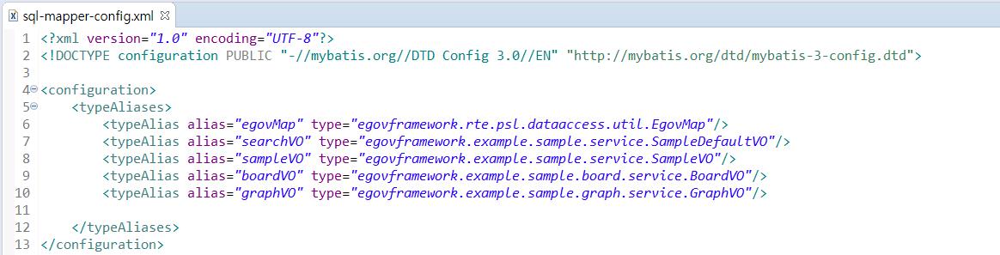 sql-mapper-config.xml
1 <?xml version="1.0" encoding="UTF-8"?>
2 <!DOCTYPE configuration PUBLIC "-//mybatis.org//DTD Config 3.0//EN" "http://mybatis.org/dtd/mybatis-3-config.dtd">
3
4 <configuration>
5     <typeAliases>
6         <typeAlias alias="egovMap" type="egovframework.rte.psl.dataaccess.util.EgovMap"/>
7         <typeAlias alias="searchVO" type="egovframework.example.sample.service.SampleDefaultVO"/>
8         <typeAlias alias="sampleVO" type="egovframework.example.sample.service.SampleVO"/>
9         <typeAlias alias="boardVO" type="egovframework.example.sample.board.service.BoardVO"/>
10         <typeAlias alias="graphVO" type="egovframework.example.sample.graph.service.GraphVO"/>
11
12     </typeAliases>
13 </configuration>